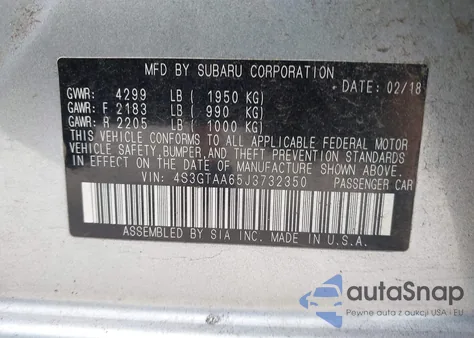 MFD BY SUBARU CORPORATION
DATE: 02/18
GVWR: 4299 LB (1950 KG)
GAWR: F 2183 LB (990 KG)
GAWR: R 2205 LB (1000 KG)
THIS VEHICLE CONFORMS TO ALL APPLICABLE FEDERAL MOTOR
VEHICLE SAFETY, BUMPER, AND THEFT PREVENTION STANDARDS
IN EFFECT ON THE DATE OF MANUFACTURE SHOWN ABOVE.
VIN: 4S3GTAA65J3732350 PASSENGER CAR
ASSEMBLED BY SIA INC. MADE IN U.S.A.
autoSnap
Pewne auta z aukcji USA i EU